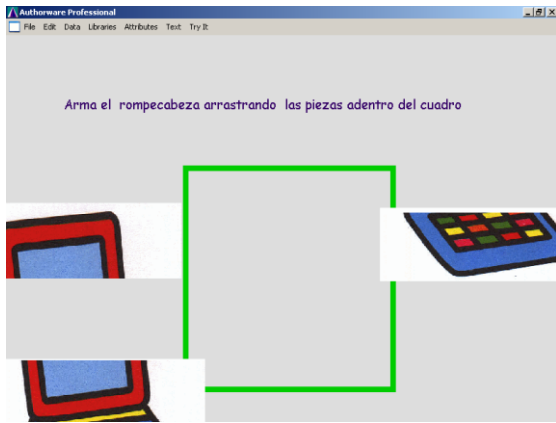 Authorware Professional
File Edit Data Libraries Attributes Text Try It
Arma el rompecabeza arrastrando las piezas adentro del cuadro